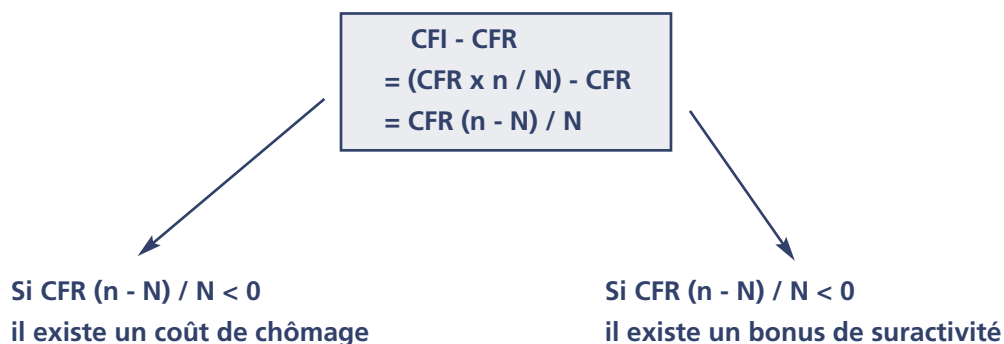 CFI - CFR
= (CFR x n / N) - CFR
= CFR (n - N) / N
Si CFR (n - N) / N < 0
il existe un coût de chômage
Si CFR (n - N) / N < 0
il existe un bonus de suractivité